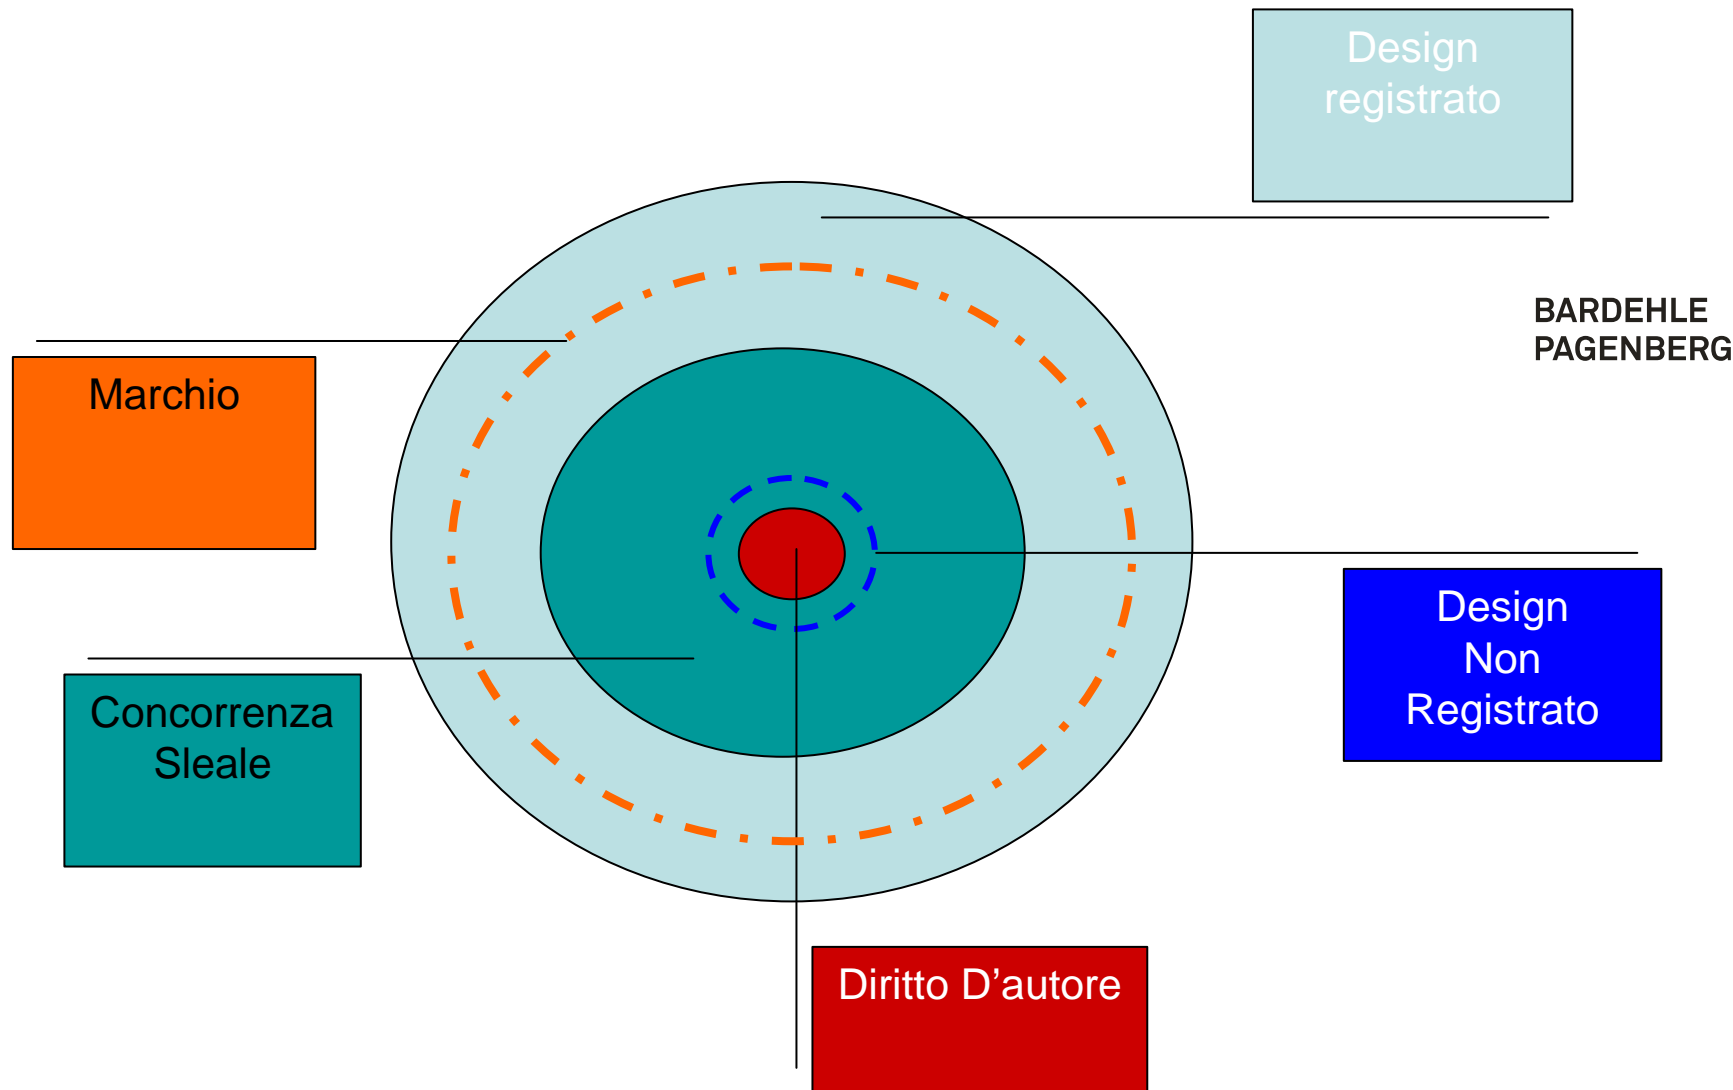 Design
registrato
BARDEHLE
PAGENBERG
Marchio
Design
Non
Registrato
Concorrenza
Sleale
Diritto D’autore